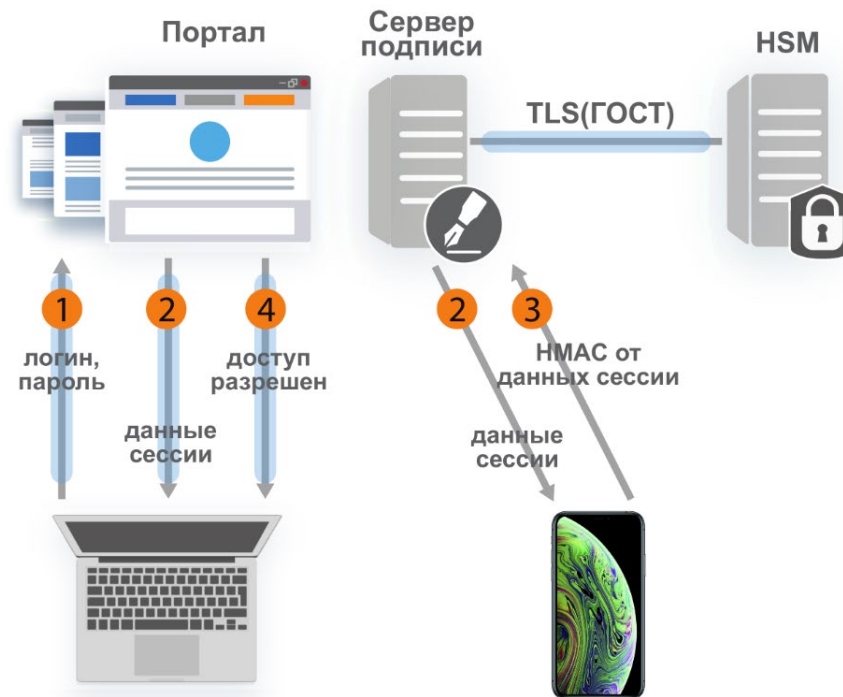 Портал
Сервер
подписи
HSM
TLS(ГОСТ)
1
2
4
2
3
логин,
пароль
доступ
разрешен
HMAC от
данных сессии
данные
сессии
данные
сессии